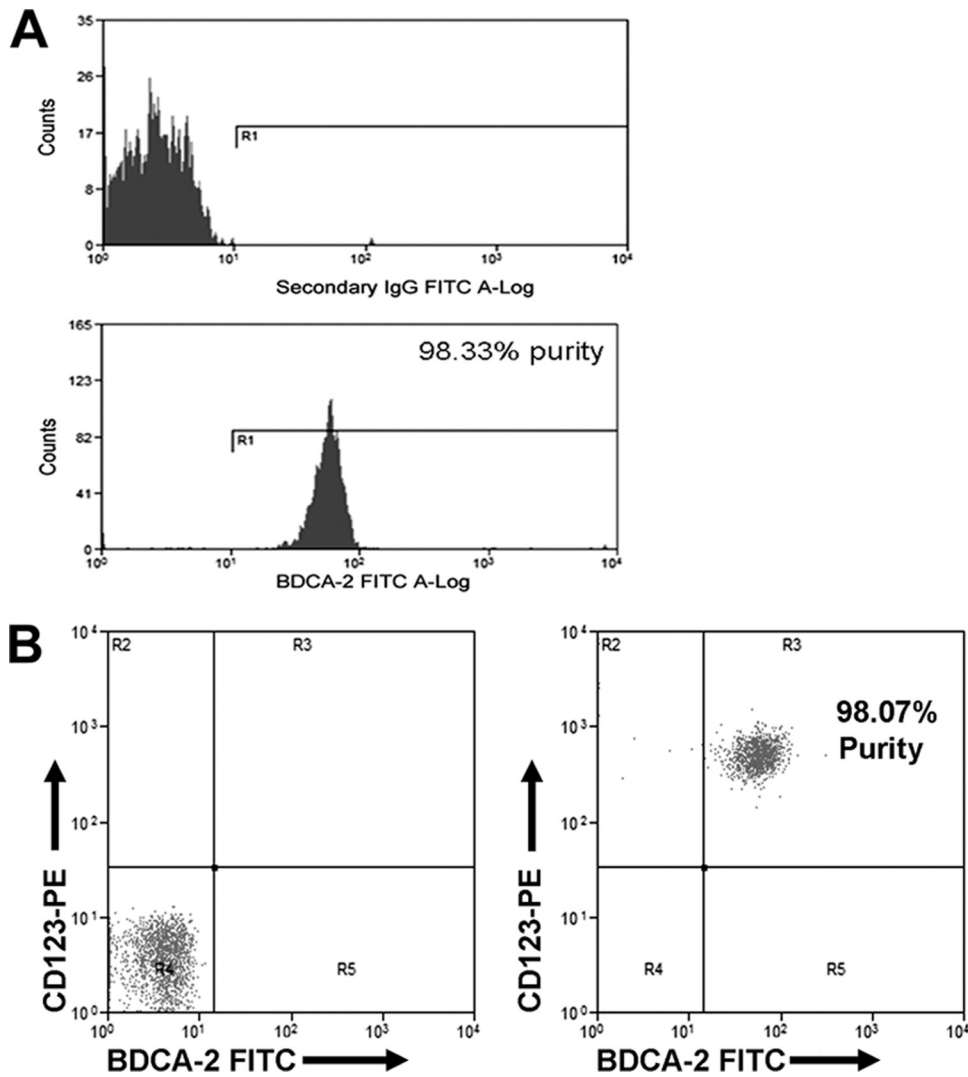 A
35
26
17
8
0
Counts
R1
10⁰ 10¹ 10² 10³ 10⁴
Secondary IgG FITC A-Log
165
123
82
41
0
Counts
98.33% purity
R1
10⁰ 10¹ 10² 10³ 10⁴
BDCA-2 FITC A-Log
B
10⁴
10³
10²
10¹
10⁰
CD123-PE
R2 R3
R4 R5
10⁰ 10¹ 10² 10³ 10⁴
BDCA-2 FITC
10⁴
10³
10²
10¹
10⁰
CD123-PE
R2 R3
98.07%
Purity
R4 R5
10⁰ 10¹ 10² 10³ 10⁴
BDCA-2 FITC